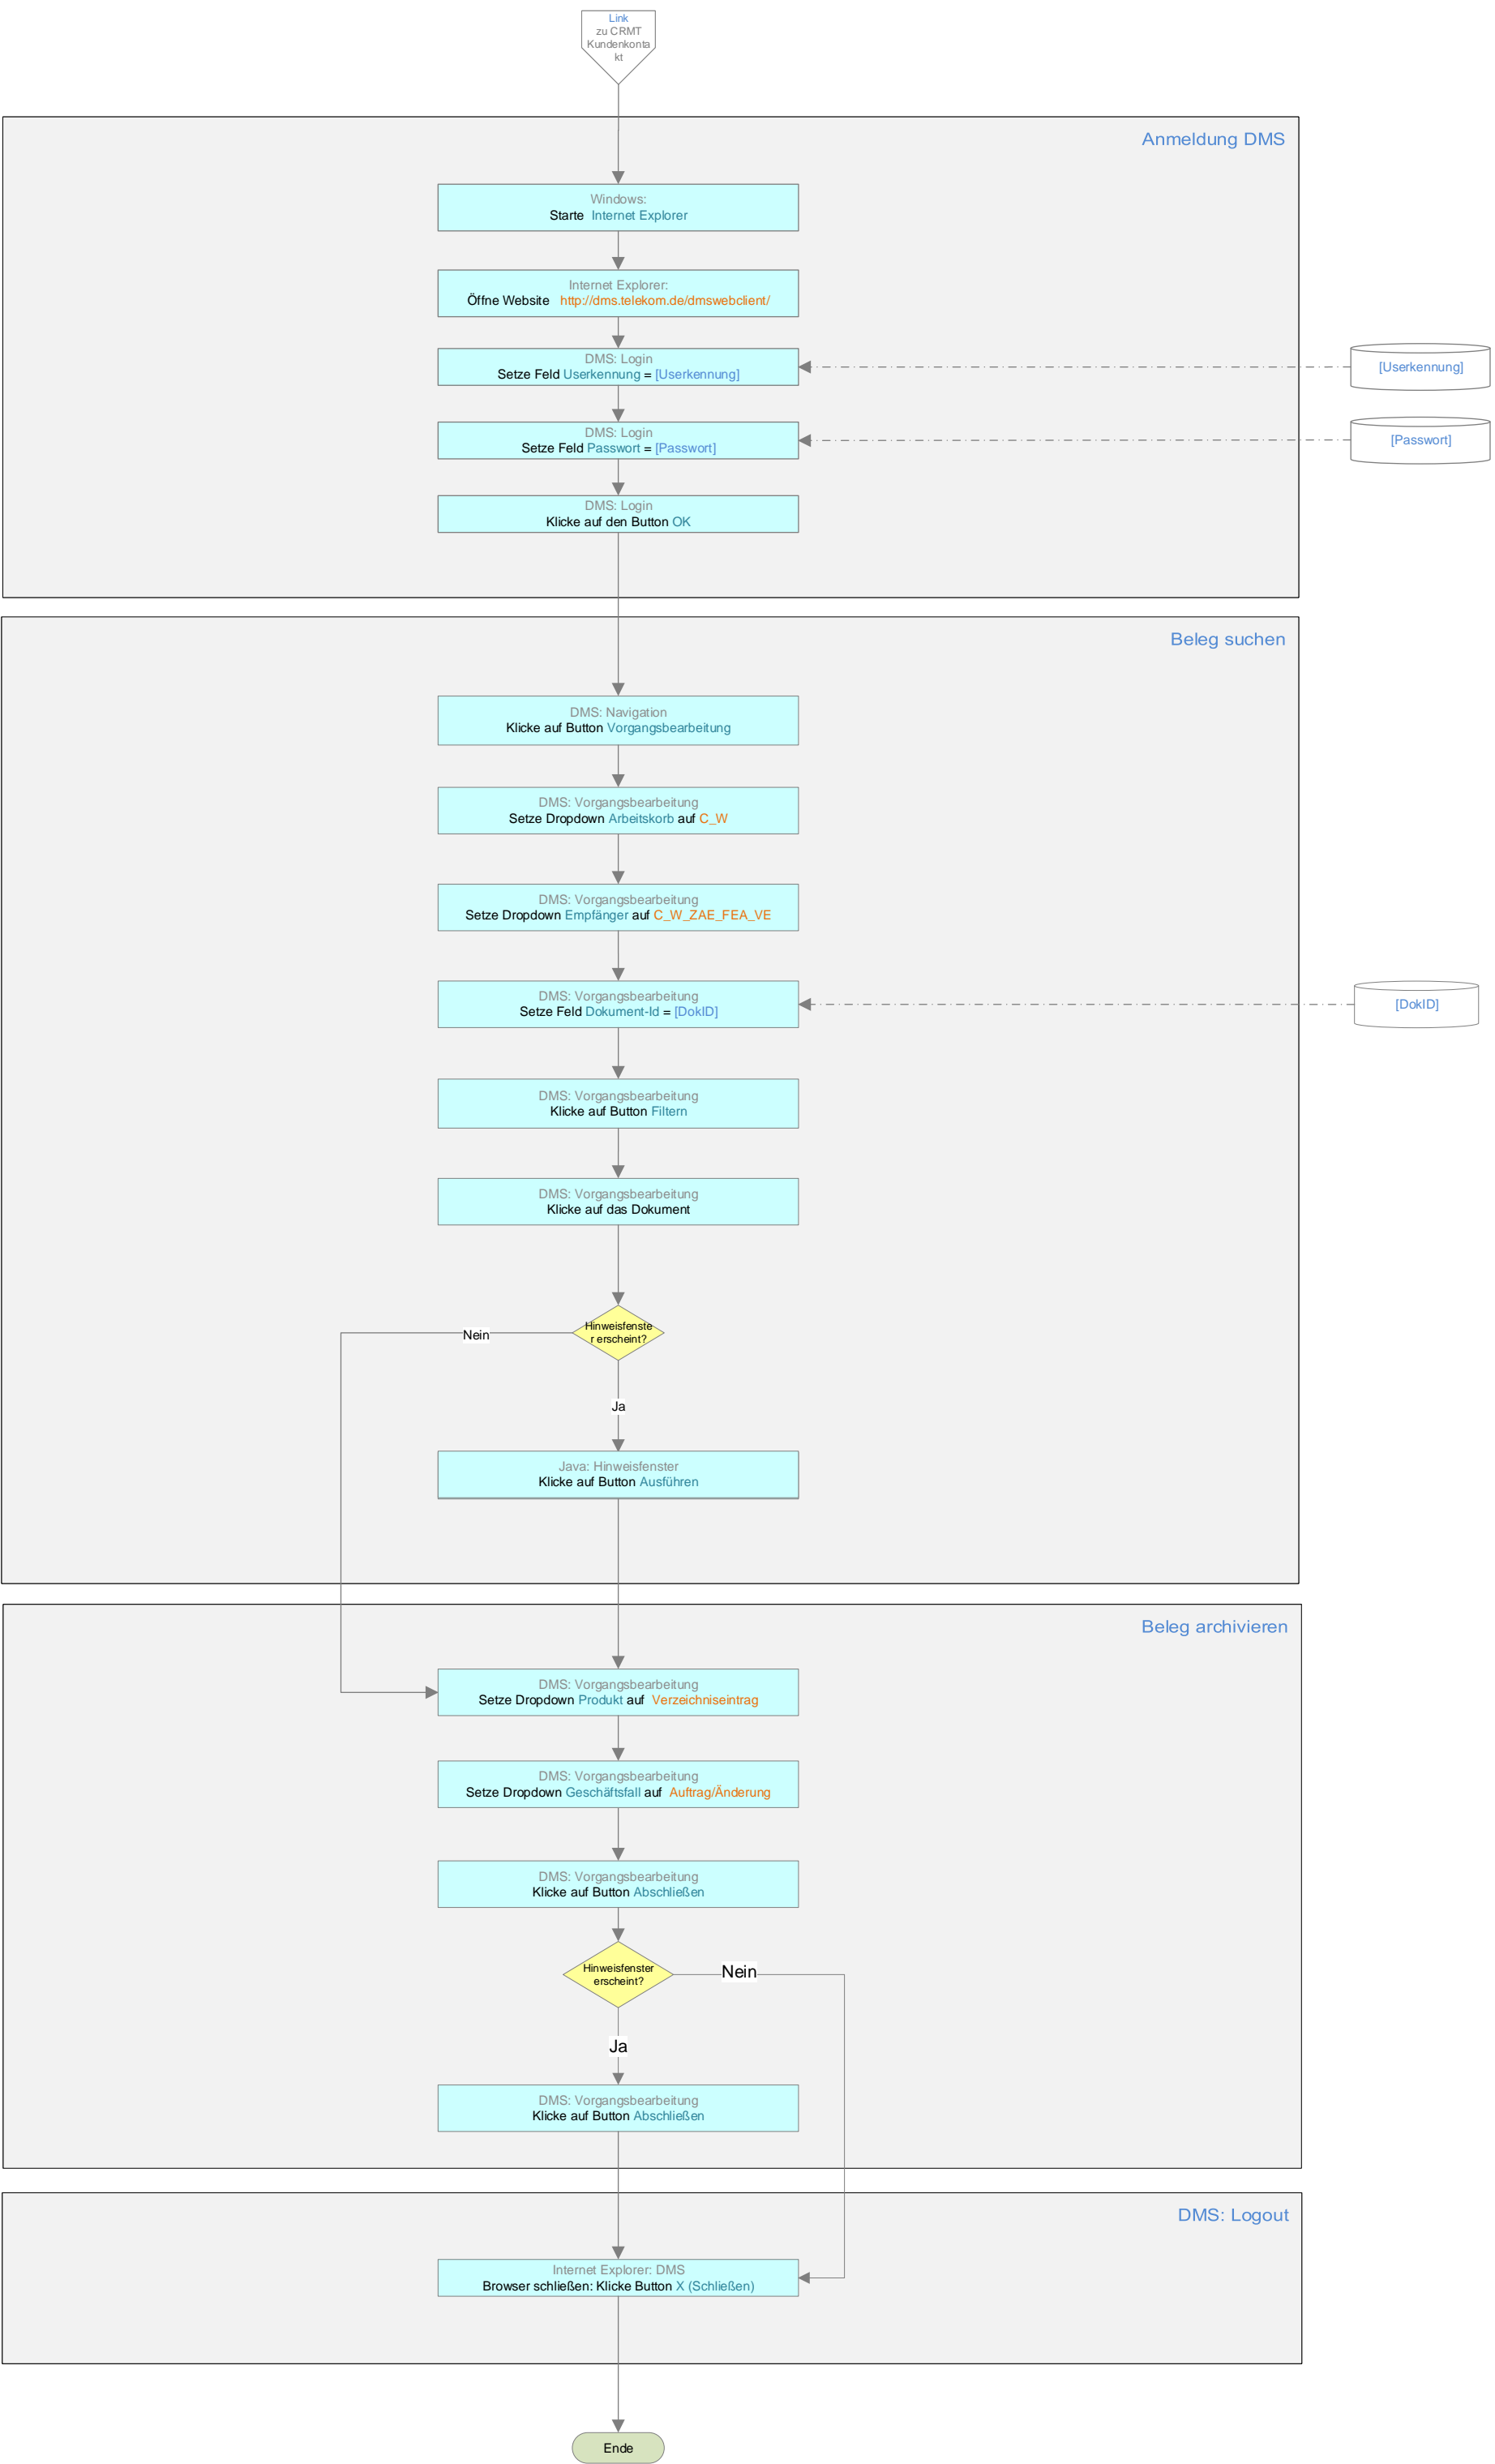 Link
zu CRMT
Kundenkonta
kt
Anmeldung DMS
Windows:
Starte Internet Explorer
Internet Explorer:
Öffne Website http://dms.telekom.de/dmswebclient/
DMS: Login
Setze Feld Userkennung = [Userkennung]
[Userkennung]
DMS: Login
Setze Feld Passwort = [Passwort]
[Passwort]
DMS: Login
Klicke auf den Button OK
Beleg suchen
DMS: Navigation
Klicke auf Button Vorgangsbearbeitung
DMS: Vorgangsbearbeitung
Setze Dropdown Arbeitskorb auf C_W
DMS: Vorgangsbearbeitung
Setze Dropdown Empfänger auf C_W_ZAE_FEA_VE
DMS: Vorgangsbearbeitung
Setze Feld Dokument-Id = [DokID]
[DokID]
DMS: Vorgangsbearbeitung
Klicke auf Button Filtern
DMS: Vorgangsbearbeitung
Klicke auf das Dokument
Hinweisfenste
r erscheint?
Nein
Ja
Java: Hinweisfenster
Klicke auf Button Ausführen
Beleg archivieren
DMS: Vorgangsbearbeitung
Setze Dropdown Produkt auf Verzeichniseintrag
DMS: Vorgangsbearbeitung
Setze Dropdown Geschäftsfall auf Auftrag/Änderung
DMS: Vorgangsbearbeitung
Klicke auf Button Abschließen
Hinweisfenster
erscheint?
Nein
Ja
DMS: Vorgangsbearbeitung
Klicke auf Button Abschließen
DMS: Logout
Internet Explorer: DMS
Browser schließen: Klicke Button X (Schließen)
Ende